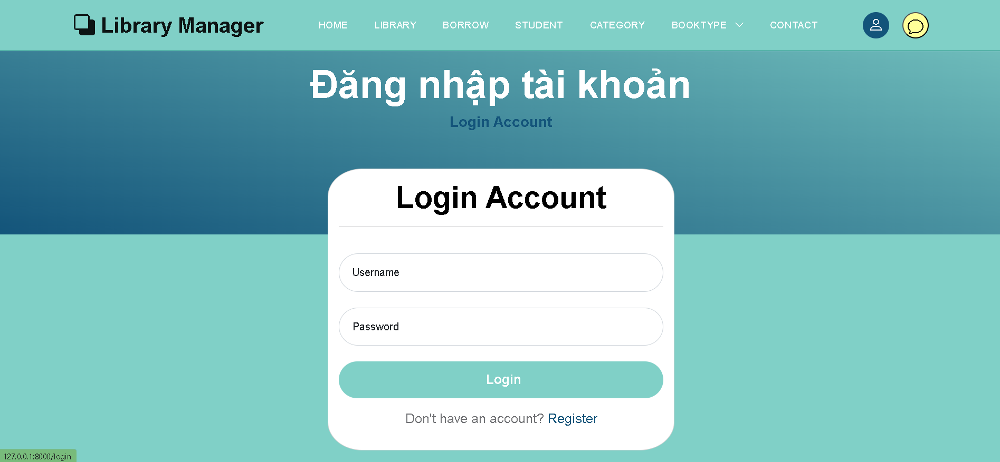 Library Manager
HOME LIBRARY BORROW STUDENT CATEGORY BOOKTYPE CONTACT
Đăng nhập tài khoản
Login Account
Login Account
Username
Password
Login
Don't have an account? Register
127.0.0.1:8000/login